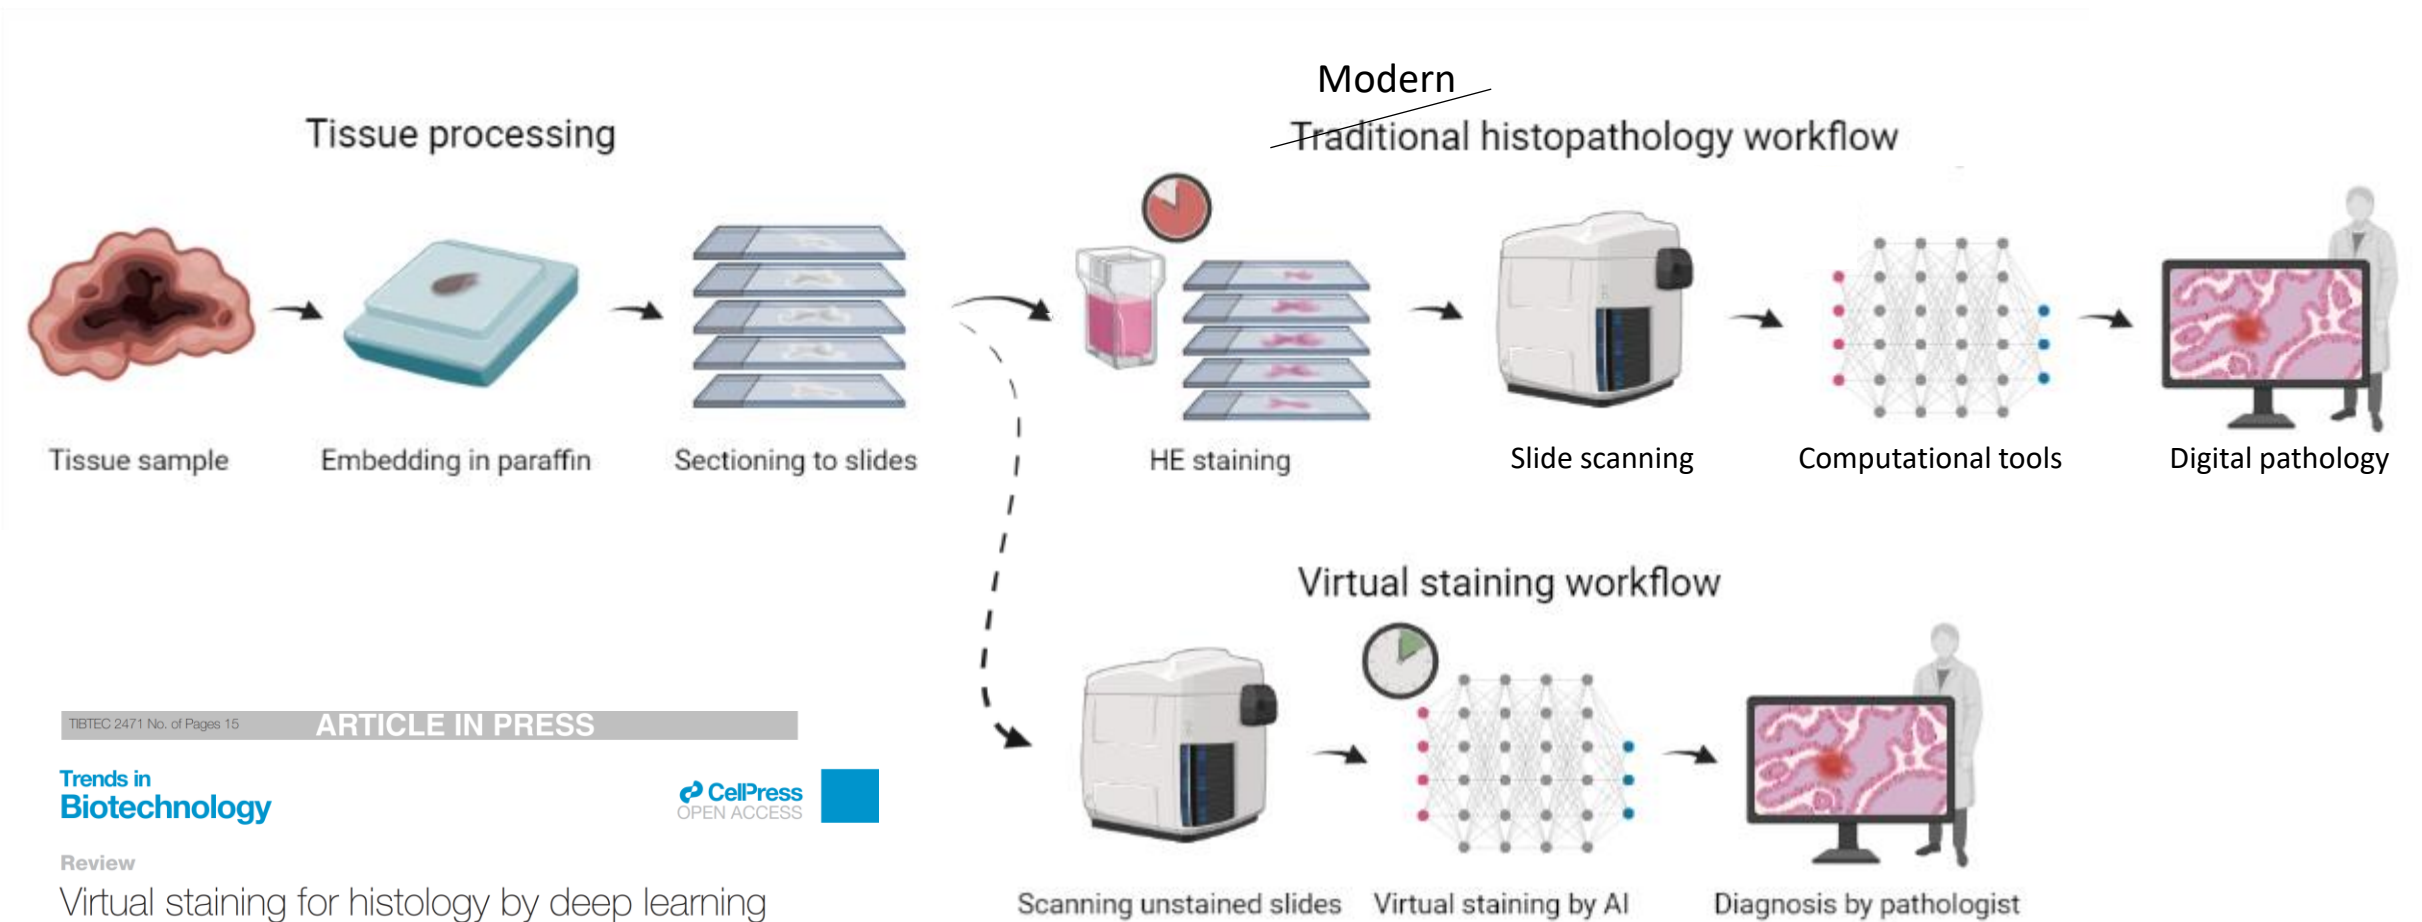 Modern
Tissue processing
Traditional histopathology workflow
Tissue sample
Embedding in paraffin
Sectioning to slides
HE staining
Slide scanning
Computational tools
Digital pathology
Virtual staining workflow
Scanning unstained slides
Virtual staining by AI
Diagnosis by pathologist
TIBTEC 2471 No. of Pages 15
ARTICLE IN PRESS
Trends in
Biotechnology
CellPress
OPEN ACCESS
Review
Virtual staining for histology by deep learning